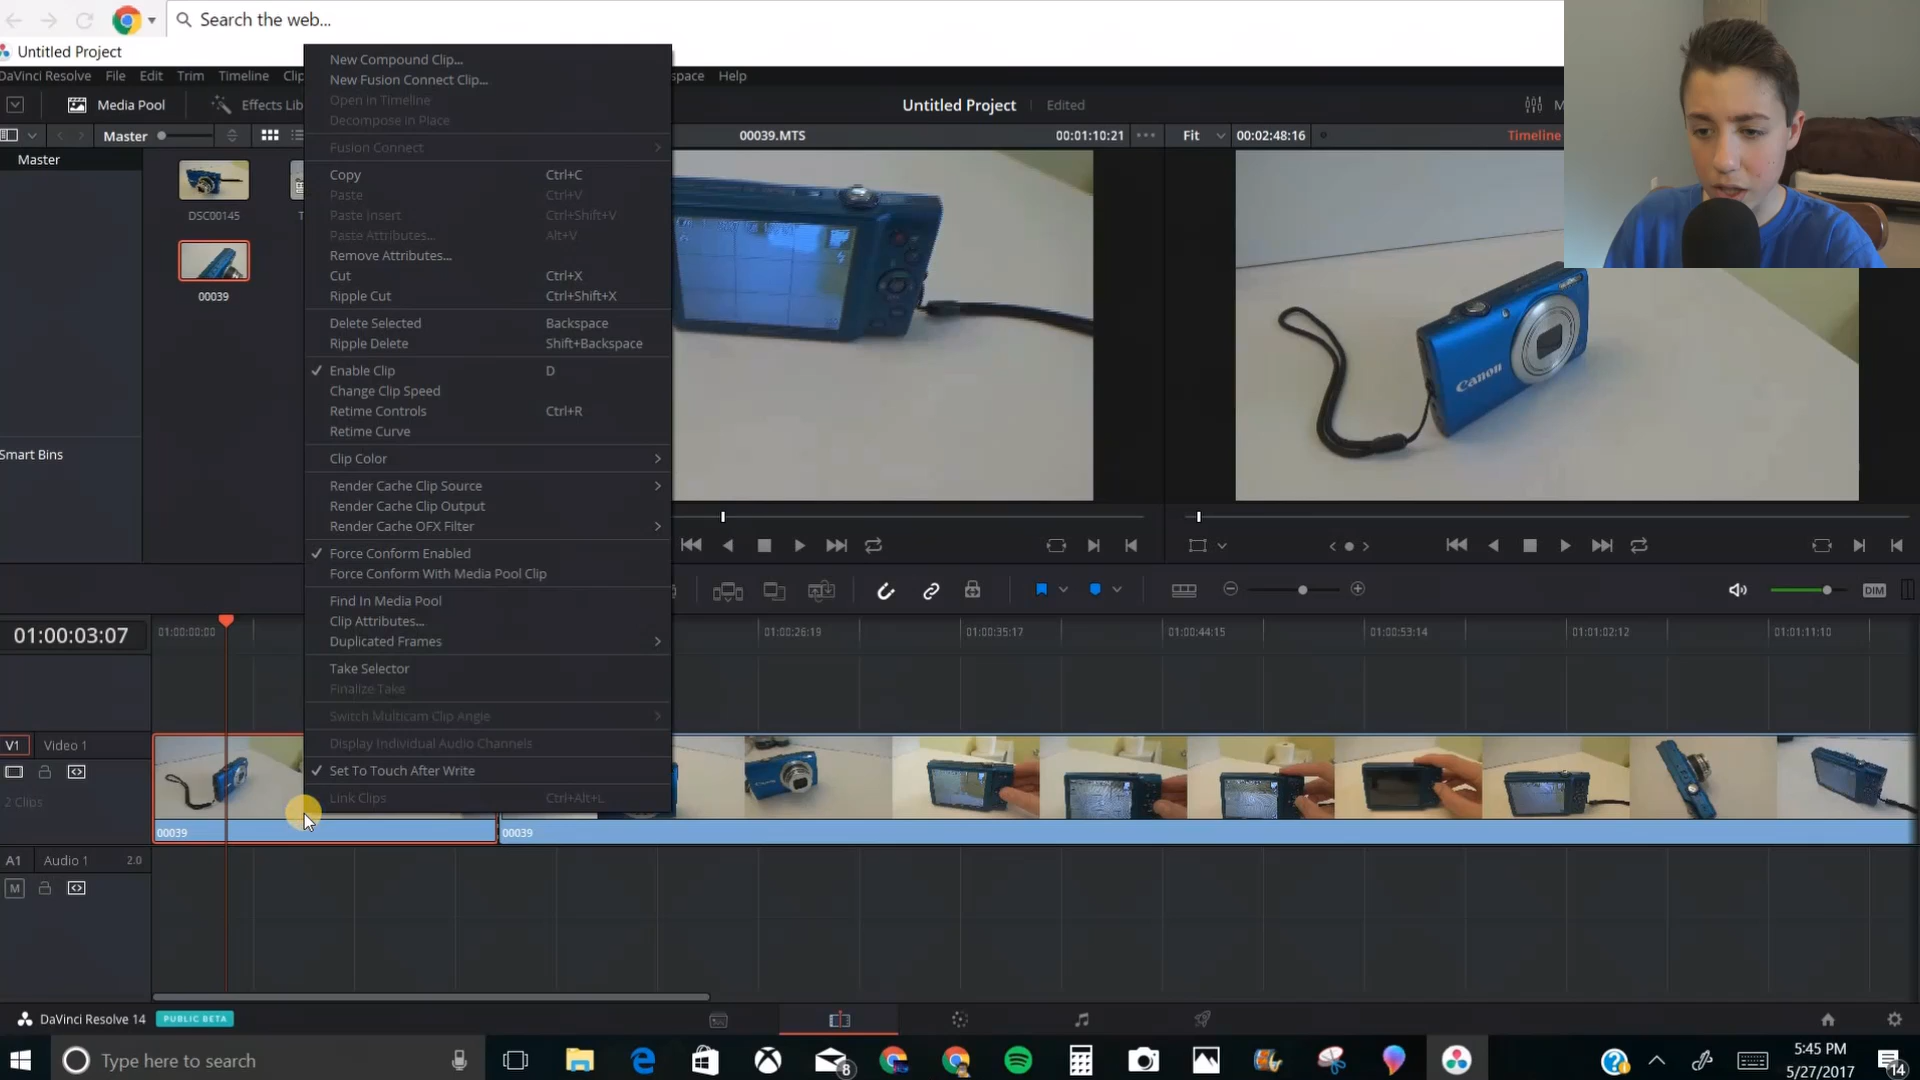 Search the web...
Untitled Project
DaVinci Resolve File Edit Trim Timeline Help
Media Pool
Untitled Project Edited
Master 00039.MTS 00:01:10:21 Fit 00:02:48:16 Timeline
Master
DSC00145
00039
Smart Bins
New Compound Clip...
New Fusion Connect Clip...
Open in Timeline
Decompose in Place
Fusion Connect
Copy Ctrl+C
Paste Ctrl+V
Paste Insert Ctrl+Shift+V
Paste Attributes... Alt+V
Remove Attributes...
Cut Ctrl+X
Ripple Cut Ctrl+Shift+X
Delete Selected Backspace
Ripple Delete Shift+Backspace
Enable Clip D
Change Clip Speed
Retime Controls Ctrl+R
Retime Curve
Clip Color
Render Cache Clip Source
Render Cache Clip Output
Render Cache OFX Filter
Force Conform Enabled
Force Conform With Media Pool Clip
Find In Media Pool
Clip Attributes...
Duplicated Frames
Take Selector
Finalize Take
Switch Multicam Clip Angle
Display Individual Audio Channels
Set To Touch After Write
Link Clips Ctrl+Alt+L
Canon
DIM
01:00:03:07 01:00:00:00 01:00:26:19 01:00:35:17 01:00:44:15 01:00:53:14 01:01:02:12 01:01:11:10
V1 Video 1
2 Clips
00039 00039
A1 Audio 1 2.0
M
DaVinci Resolve 14 PUBLIC BETA
Type here to search
8
5:45 PM
5/27/2017
14